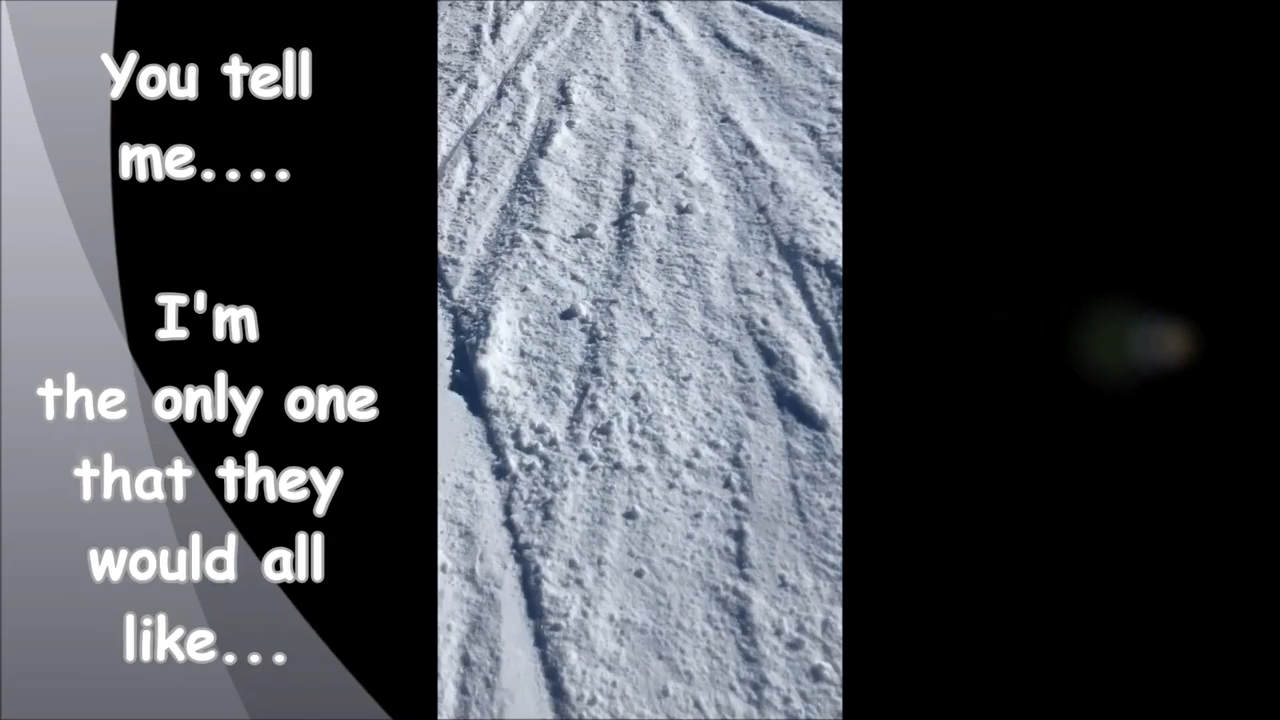 You tell
me....
I'm
the only one
that they
would all
like...